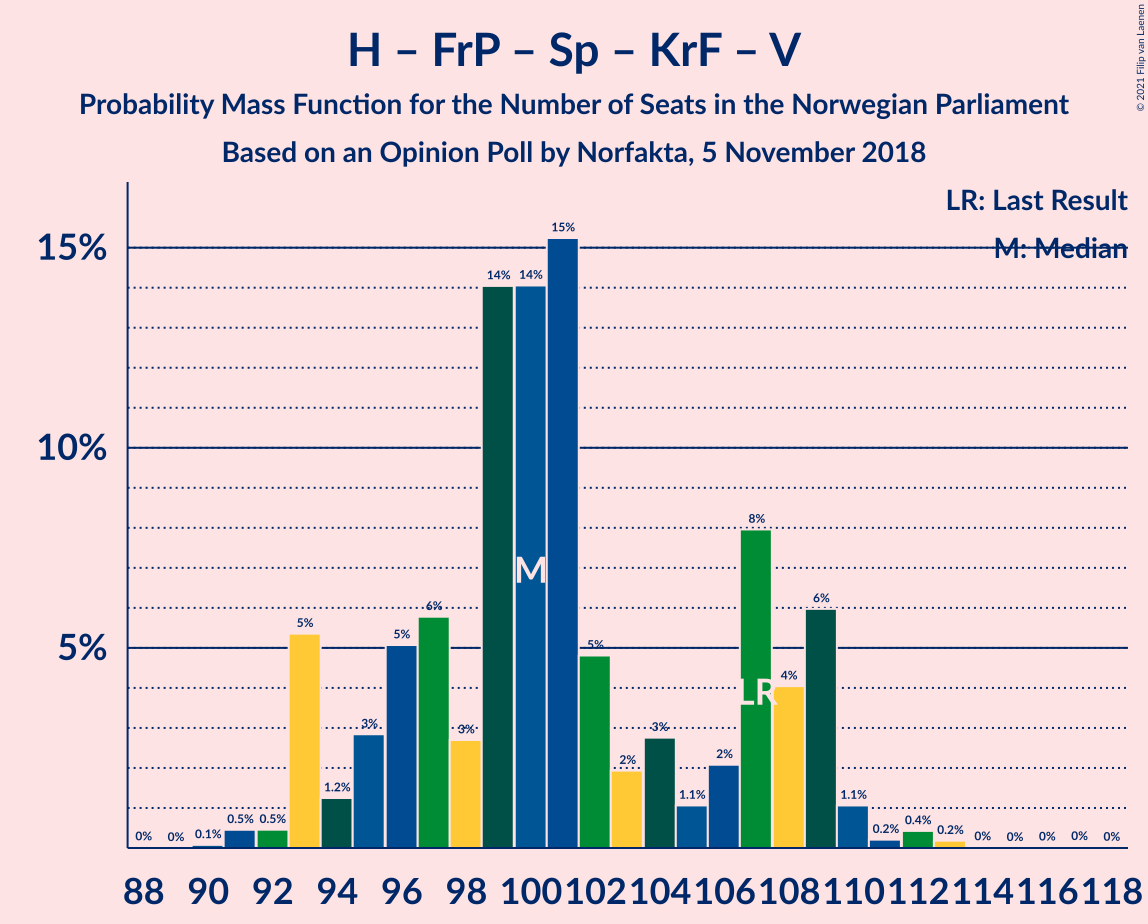 H – FrP – Sp – KrF – V
Probability Mass Function for the Number of Seats in the Norwegian Parliament
Based on an Opinion Poll by Norfakta, 5 November 2018
© 2021 Filip van Laenen
LR: Last Result
M: Median
15%
10%
5%
0% 0% 0.1% 0.5% 0.5% 5% 1.2% 3% 5% 6% 3% 14% 14% 15% 5% 2% 3% 1.1% 2% 8% 4% 6% 1.1% 0.2% 0.4% 0.2% 0% 0% 0% 0% 0%
M
LR
88 90 92 94 96 98 100 102 104 106 108 110 112 114 116 118